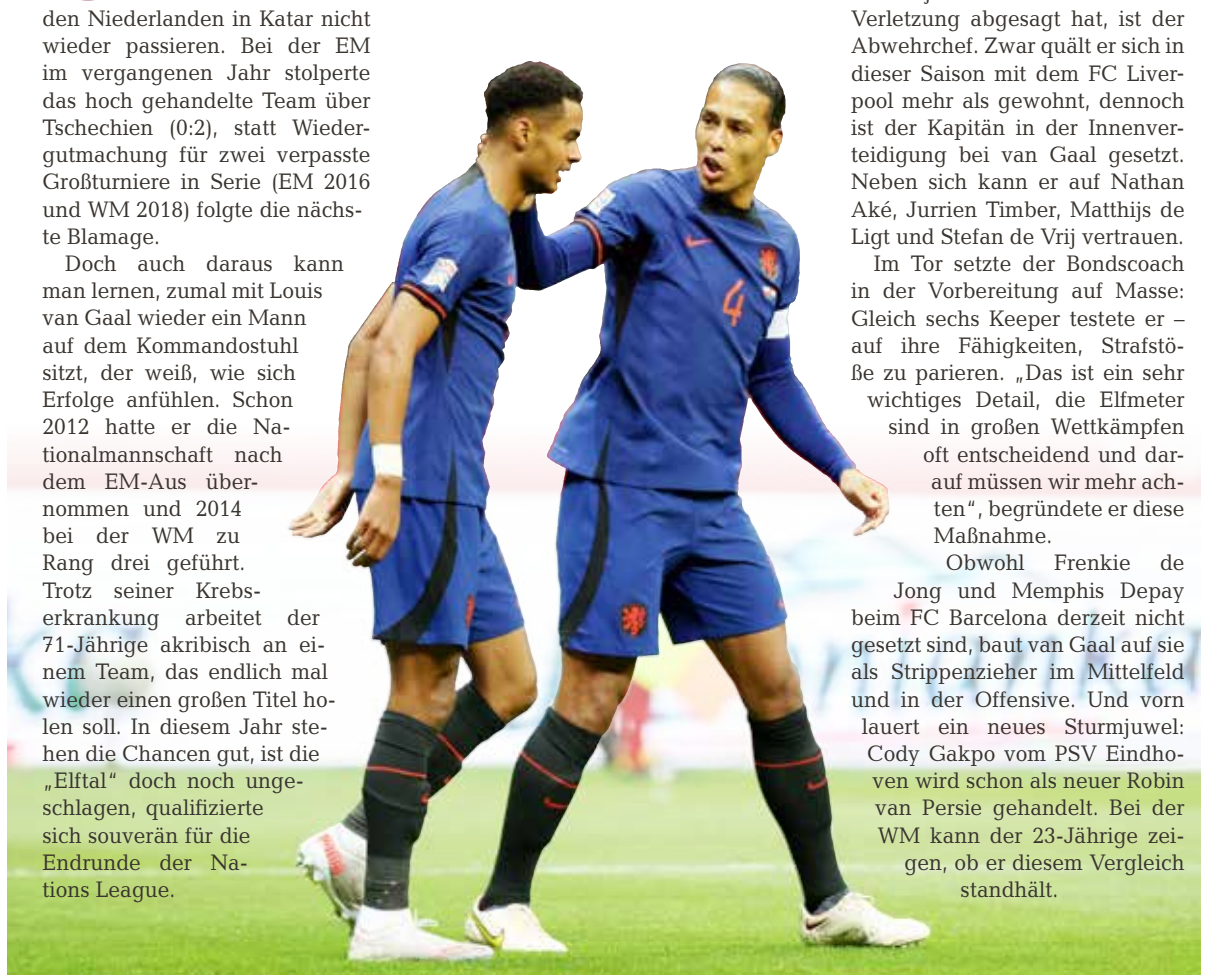 den Niederlanden in Katar nicht
wieder passieren. Bei der EM
im vergangenen Jahr stolperte
das hoch gehandelte Team über
Tschechien (0:2), statt Wieder-
gutmachung für zwei verpasste
Großturniere in Serie (EM 2016
und WM 2018) folgte die nächs-
te Blamage.
Doch auch daraus kann
man lernen, zumal mit Louis
van Gaal wieder ein Mann
auf dem Kommandostuhl
sitzt, der weiß, wie sich
Erfolge anfühlen. Schon
2012 hatte er die Na-
tionalmannschaft nach
dem EM-Aus über-
nommen und 2014
bei der WM zu
Rang drei geführt.
Trotz seiner Krebs-
erkrankung arbeitet der
71-Jährige akribisch an ei-
nem Team, das endlich mal
wieder einen großen Titel ho-
len soll. In diesem Jahr ste-
hen die Chancen gut, ist die
„Elftal“ doch noch unge-
schlagen, qualifizierte
sich souverän für die
Endrunde der Na-
tions League.
4
Verletzung abgesagt hat, ist der
Abwehrchef. Zwar quält er sich in
dieser Saison mit dem FC Liver-
pool mehr als gewohnt, dennoch
ist der Kapitän in der Innenver-
teidigung bei van Gaal gesetzt.
Neben sich kann er auf Nathan
Aké, Jurrien Timber, Matthijs de
Ligt und Stefan de Vrij vertrauen.
Im Tor setzte der Bondscoach
in der Vorbereitung auf Masse:
Gleich sechs Keeper testete er –
auf ihre Fähigkeiten, Strafstö-
ße zu parieren. „Das ist ein sehr
wichtiges Detail, die Elfmeter
sind in großen Wettkämpfen
oft entscheidend und dar-
auf müssen wir mehr ach-
ten“, begründete er diese
Maßnahme.
Obwohl Frenkie de
Jong und Memphis Depay
beim FC Barcelona derzeit nicht
gesetzt sind, baut van Gaal auf sie
als Strippenzieher im Mittelfeld
und in der Offensive. Und vorn
lauert ein neues Sturmjuwel:
Cody Gakpo vom PSV Eindho-
ven wird schon als neuer Robin
van Persie gehandelt. Bei der
WM kann der 23-Jährige zei-
gen, ob er diesem Vergleich
standhält.